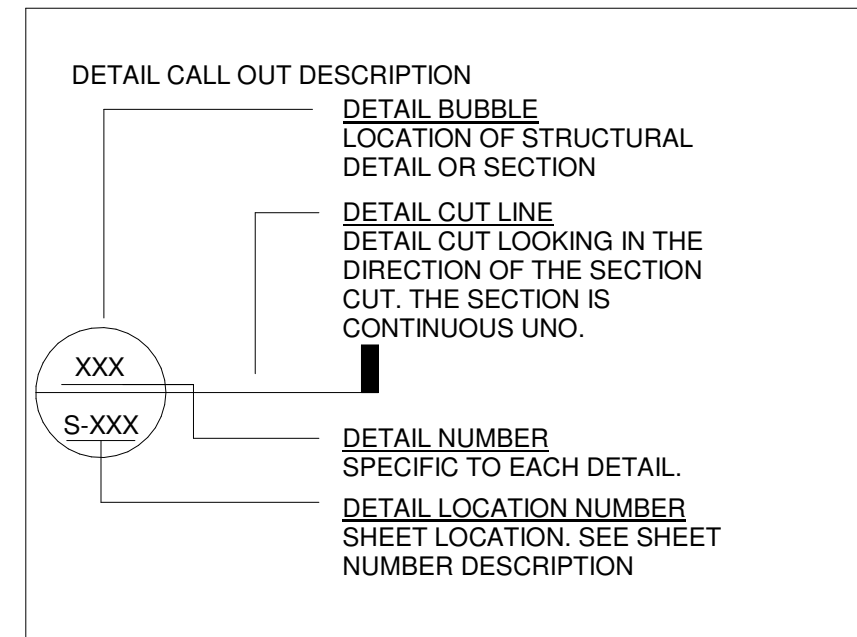 DETAIL CALL OUT DESCRIPTION
DETAIL BUBBLE
LOCATION OF STRUCTURAL
DETAIL OR SECTION
DETAIL CUT LINE
DETAIL CUT LOOKING IN THE
DIRECTION OF THE SECTION
CUT. THE SECTION IS
CONTINUOUS UNO.
XXX
S-XXX
DETAIL NUMBER
SPECIFIC TO EACH DETAIL.
DETAIL LOCATION NUMBER
SHEET LOCATION. SEE SHEET
NUMBER DESCRIPTION